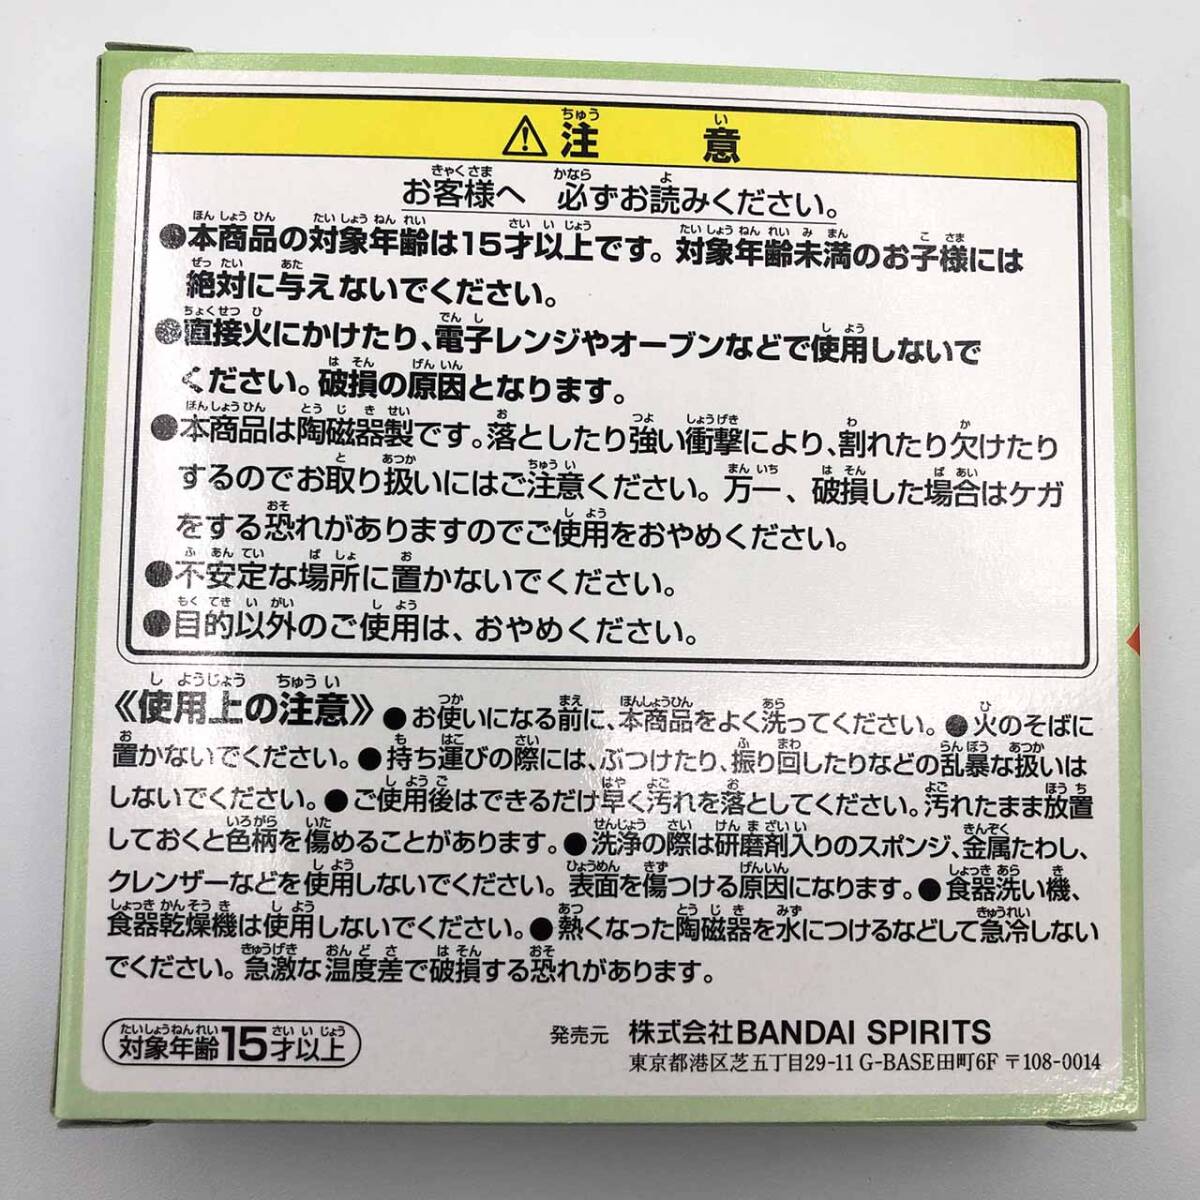 ⚠注意
お客様へ 必ずお読みください。
●本商品の対象年齢は15才以上です。対象年齢未満のお子様には
絶対に与えないでください。
●直接火にかけたり、電子レンジやオーブンなどで使用しないで
ください。破損の原因となります。
●本商品は陶磁器製です。落としたり強い衝撃により、割れたり欠けたり
するのでお取り扱いにはご注意ください。万一、破損した場合はケガ
をする恐れがありますのでご使用をおやめください。
●不安定な場所に置かないでください。
●目的以外のご使用は、おやめください。
《使用上の注意》●お使いになる前に、本商品をよく洗ってください。●火のそばに
置かないでください。●持ち運びの際には、ぶつけたり、振り回したりなどの乱暴な扱いは
しないでください。●ご使用後はできるだけ早く汚れを落としてください。汚れたまま放置
しておくと色柄を傷めることがあります。●洗浄の際は研磨剤入りのスポンジ、金属たわし、
クレンザーなどを使用しないでください。表面を傷つける原因になります。●食器洗い機、
食器乾燥機は使用しないでください。●熱くなった陶磁器を水につけるなどして急冷しない
でください。急激な温度差で破損する恐れがあります。
対象年齢15才以上
発売元 株式会社BANDAI SPIRITS
東京都港区芝五丁目29-11 G-BASE田町6F 〒108-0014